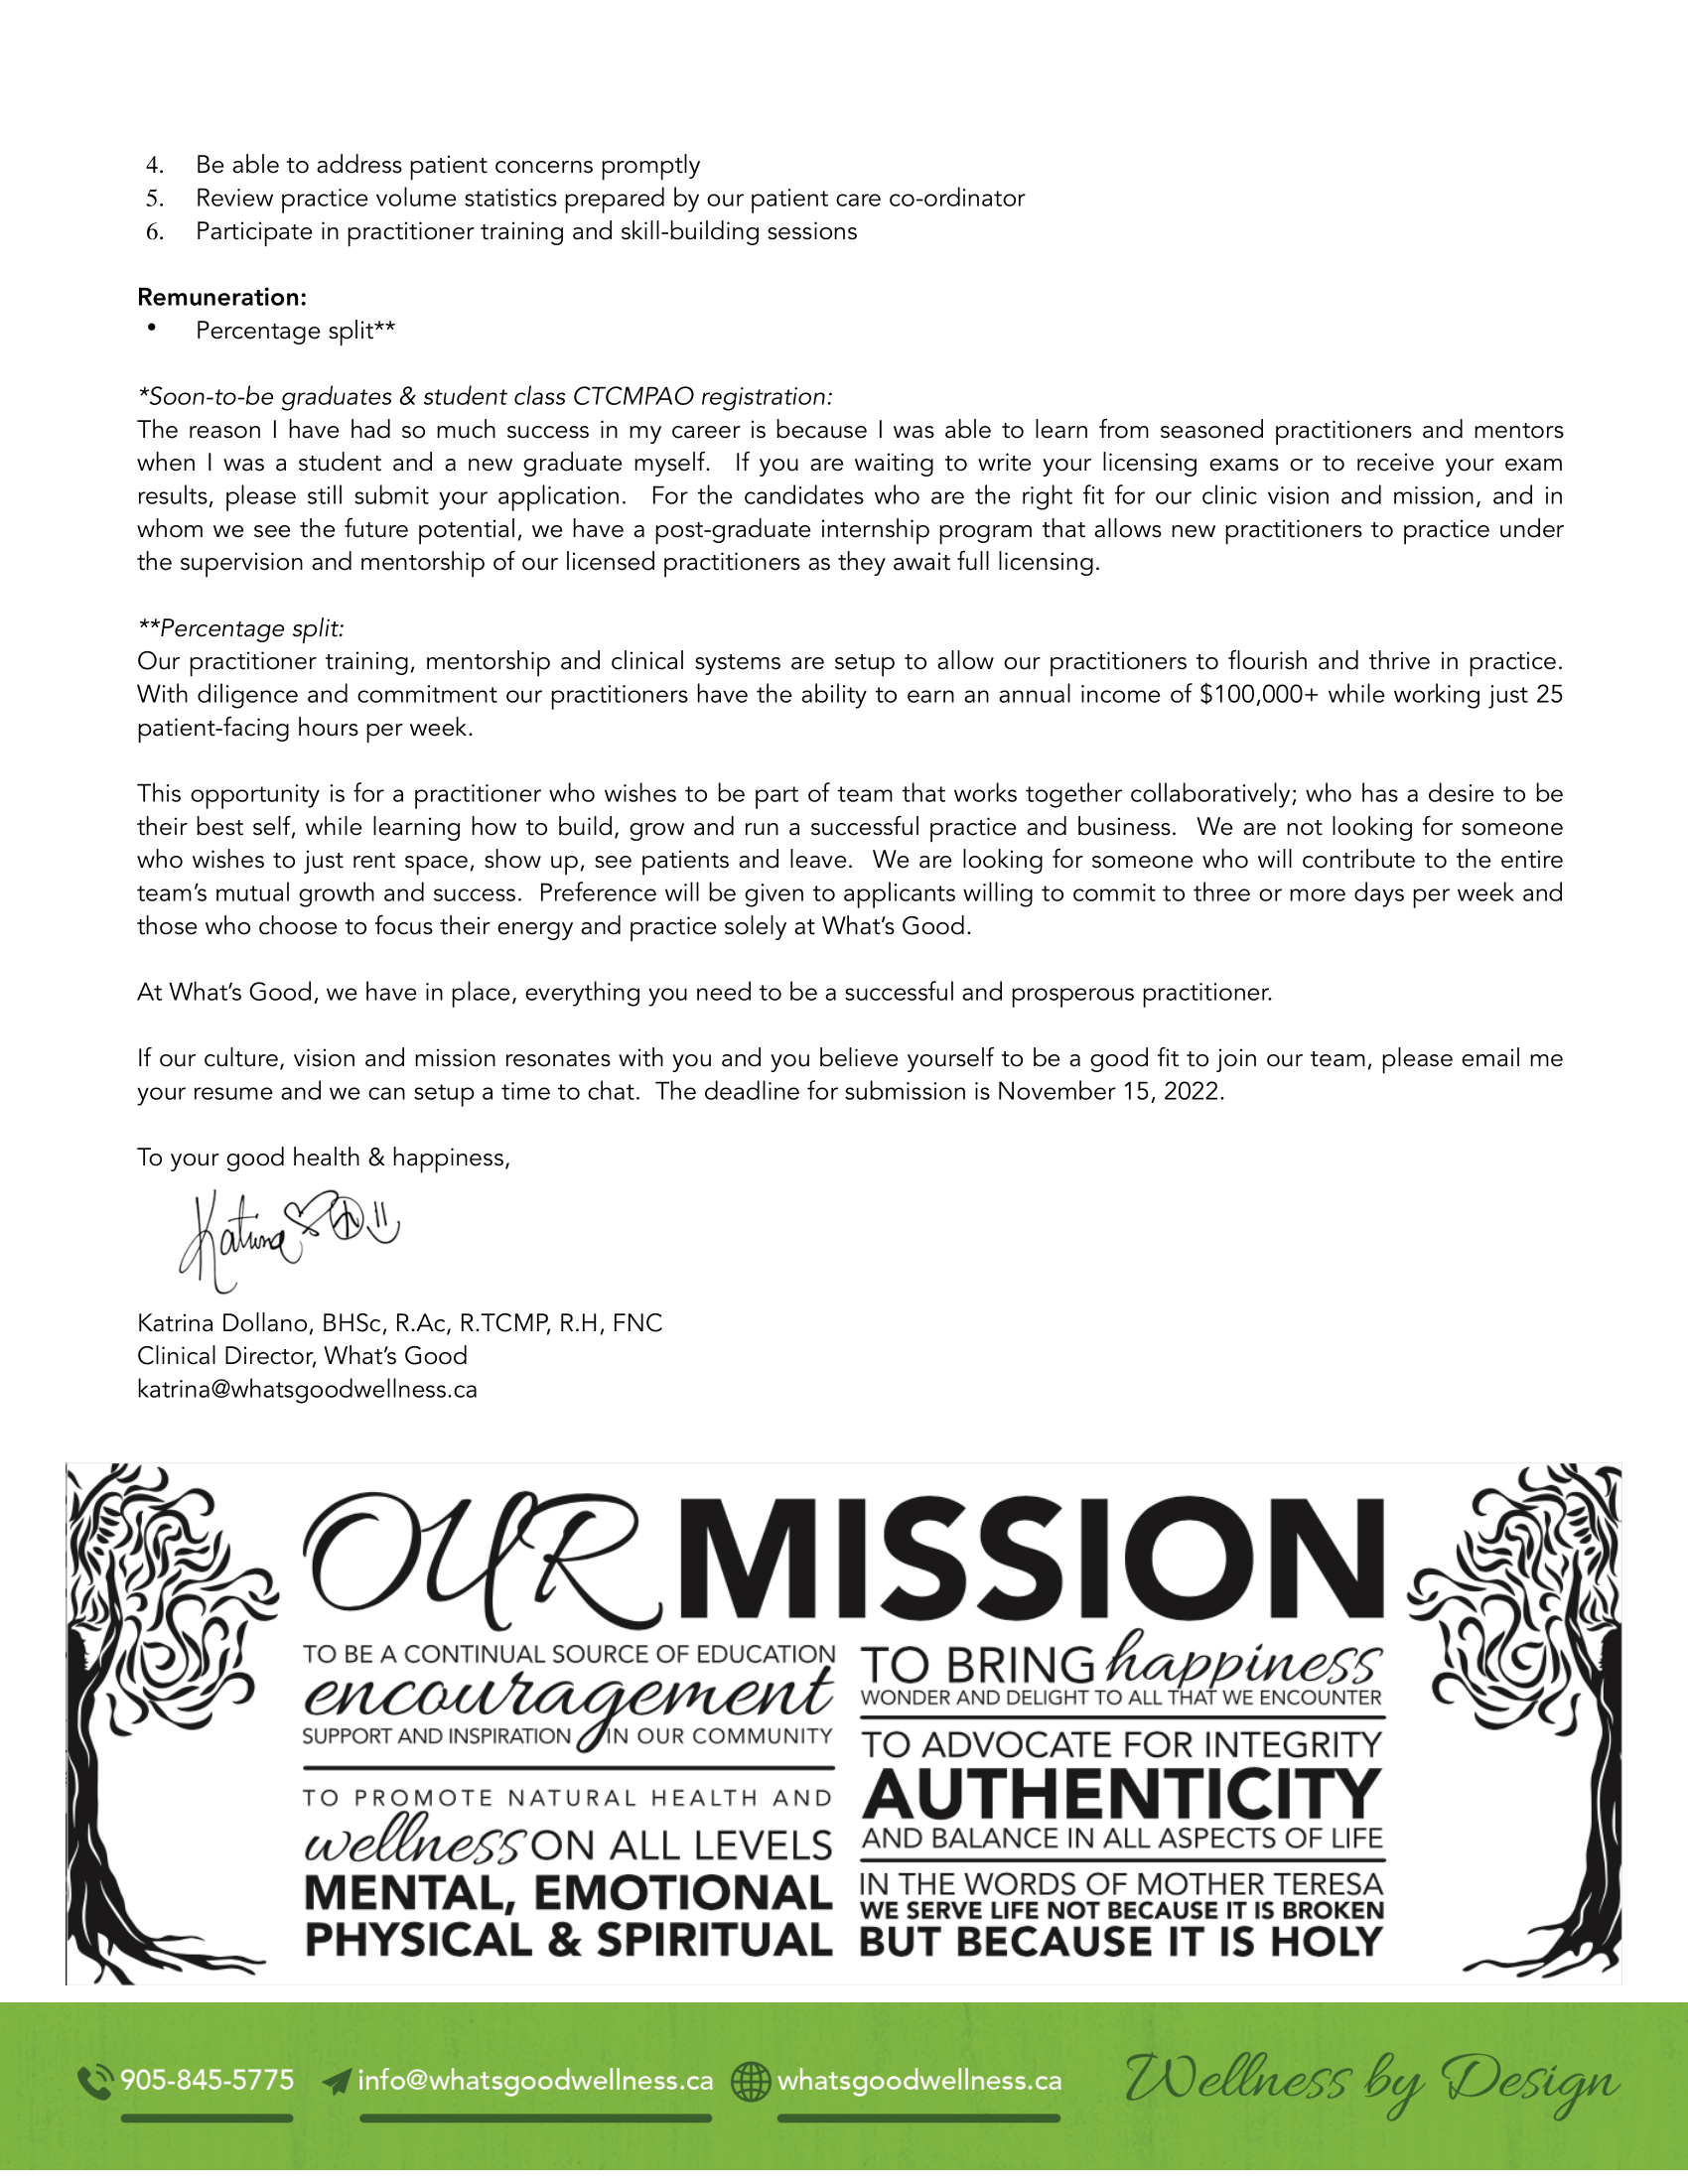 4. Be able to address patient concerns promptly
5. Review practice volume statistics prepared by our patient care co-ordinator
6. Participate in practitioner training and skill-building sessions
Remuneration:
• Percentage split**
*Soon-to-be graduates & student class CTCMPAO registration:
The reason I have had so much success in my career is because I was able to learn from seasoned practitioners and mentors
when I was a student and a new graduate myself. If you are waiting to write your licensing exams or to receive your exam
results, please still submit your application. For the candidates who are the right fit for our clinic vision and mission, and in
whom we see the future potential, we have a post-graduate internship program that allows new practitioners to practice under
the supervision and mentorship of our licensed practitioners as they await full licensing.
**Percentage split:
Our practitioner training, mentorship and clinical systems are setup to allow our practitioners to flourish and thrive in practice.
With diligence and commitment our practitioners have the ability to earn an annual income of $100,000+ while working just 25
patient-facing hours per week.
This opportunity is for a practitioner who wishes to be part of team that works together collaboratively; who has a desire to be
their best self, while learning how to build, grow and run a successful practice and business. We are not looking for someone
who wishes to just rent space, show up, see patients and leave. We are looking for someone who will contribute to the entire
team's mutual growth and success. Preference will be given to applicants willing to commit to three or more days per week and
those who choose to focus their energy and practice solely at What's Good.
At What's Good, we have in place, everything you need to be a successful and prosperous practitioner.
If our culture, vision and mission resonates with you and you believe yourself to be a good fit to join our team, please email me
your resume and we can setup a time to chat. The deadline for submission is November 15, 2022.
To your good health & happiness,
Katrina
Katrina Dollano, BHSc, R.Ac, R.TCMP, R.H, FNC
Clinical Director, What's Good
katrina@whatsgoodwellness.ca
OUR MISSION
TO BE A CONTINUAL SOURCE OF EDUCATION
encouragement
SUPPORT AND INSPIRATION IN OUR COMMUNITY
TO PROMOTE NATURAL HEALTH AND
wellness ON ALL LEVELS
MENTAL, EMOTIONAL
PHYSICAL & SPIRITUAL
TO BRING happiness
WONDER AND DELIGHT TO ALL THAT WE ENCOUNTER
TO ADVOCATE FOR INTEGRITY
AUTHENTICITY
AND BALANCE IN ALL ASPECTS OF LIFE
IN THE WORDS OF MOTHER TERESA
WE SERVE LIFE NOT BECAUSE IT IS BROKEN
BUT BECAUSE IT IS HOLY
905-845-5775 info@whatsgoodwellness.ca whatsgoodwellness.ca Wellness by Design